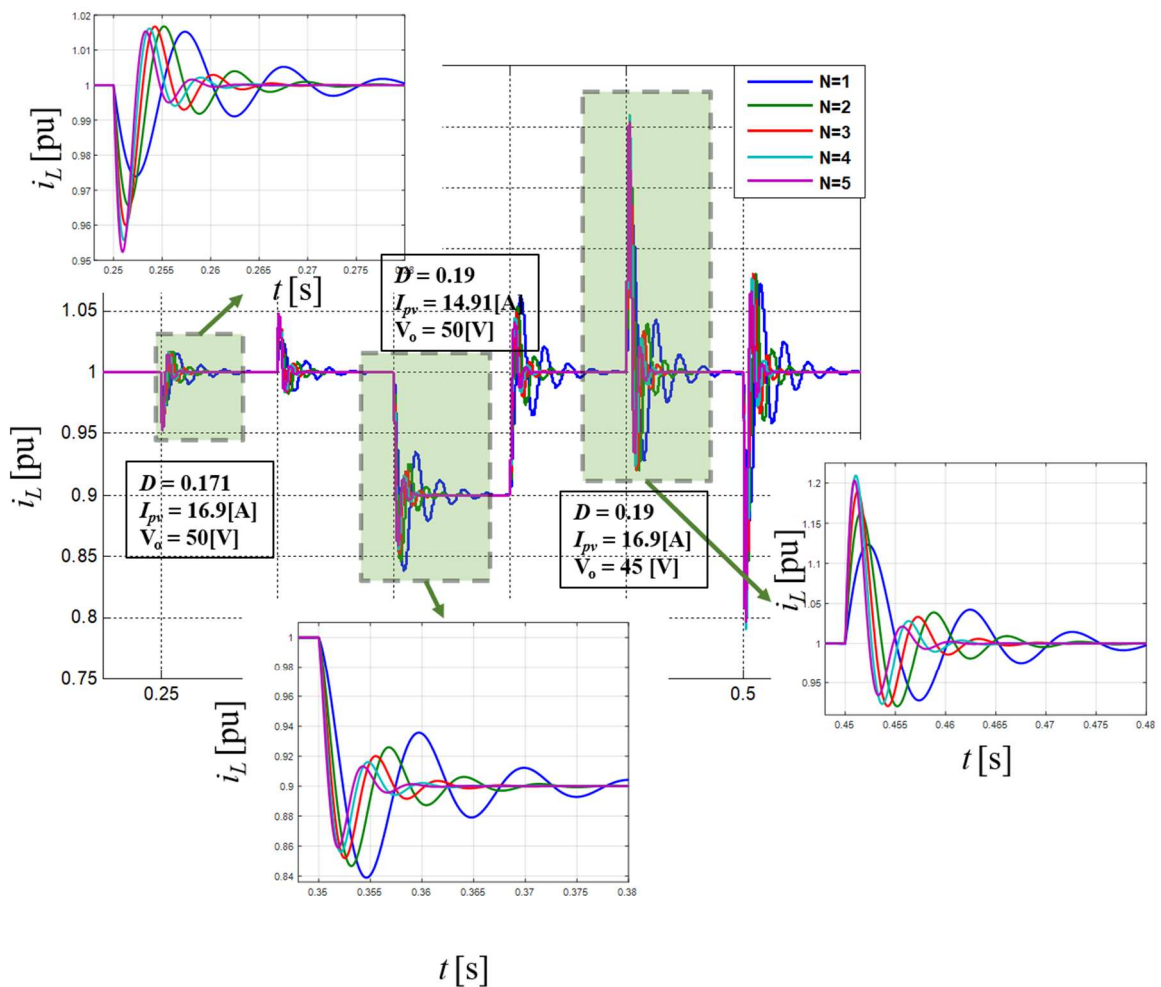 1.02
1.01
1
0.99
0.98
0.97
0.96
0.95
i_L [pu]
0.25 0.255 0.26 0.265 0.27 0.275 0.28
t [s]
N=1
N=2
N=3
N=4
N=5
D = 0.19
I_pv = 14.91[A]
V_o = 50[V]
1.05
1
0.95
0.9
0.85
0.8
0.75
i_L [pu]
0.25
0.5
D = 0.171
I_pv = 16.9[A]
V_o = 50[V]
D = 0.19
I_pv = 16.9[A]
V_o = 45 [V]
1.2
1.15
1.1
1.05
1
0.95
i_L [pu]
0.45 0.455 0.46 0.465 0.47 0.475 0.48
t [s]
1
0.98
0.96
0.94
0.92
0.9
0.88
0.86
0.84
i_L [pu]
0.35 0.355 0.36 0.365 0.37 0.375 0.38
t [s]